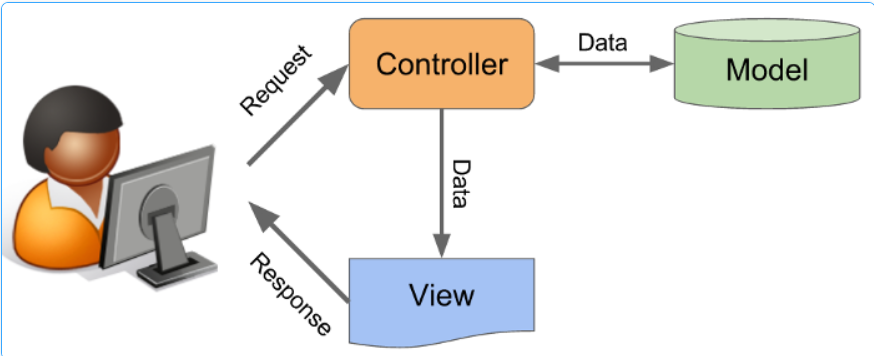 Request
Controller
Data
Model
Data
View
Response